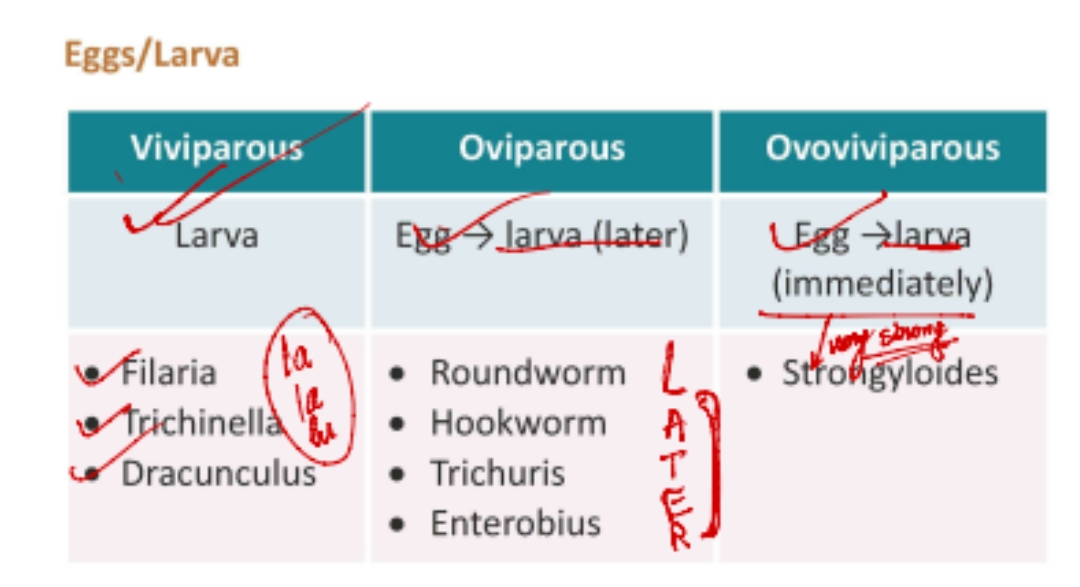 Eggs/Larva
Viviparous
Oviparous
Ovoviviparous
Larva
Egg → larva (later)
Egg →larva
(immediately)
very strong
• Filaria
• Trichinella
• Dracunculus
la
la
• Roundworm
• Hookworm
• Trichuris
• Enterobius
L
A
T
E
R
• Strongyloides